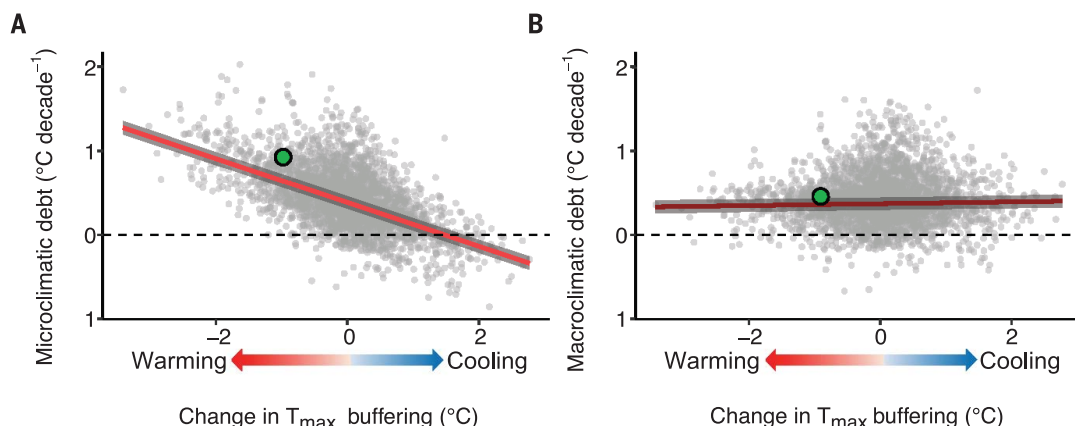 A
Microclimatic debt (°C decade⁻¹)
2
1
0
1
−2
0
2
Warming
Cooling
Change in Tmax buffering (°C)
B
Macroclimatic debt (°C decade⁻¹)
2
1
0
1
−2
0
2
Warming
Cooling
Change in Tmax buffering (°C)